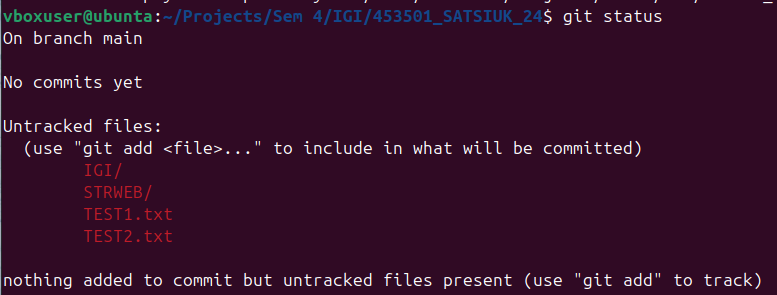 vboxuser@ubunta:~/Projects/Sem 4/IGI/453501_SATSIUK_24$ git status
On branch main
No commits yet
Untracked files:
(use "git add <file>..." to include in what will be committed)
IGI/
STRWEB/
TEST1.txt
TEST2.txt
nothing added to commit but untracked files present (use "git add" to track)